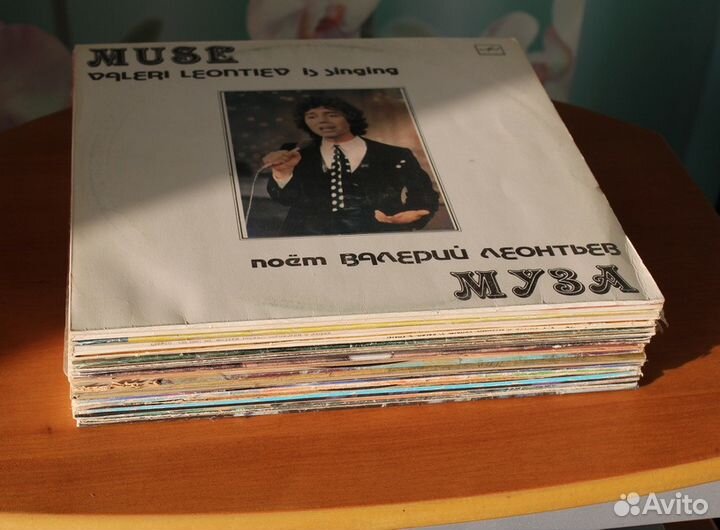 MUSE
VALERI LEONTIEV is singing
поёт ВАЛЕРИЙ ЛЕОНТЬЕВ
МУЗА
Avito